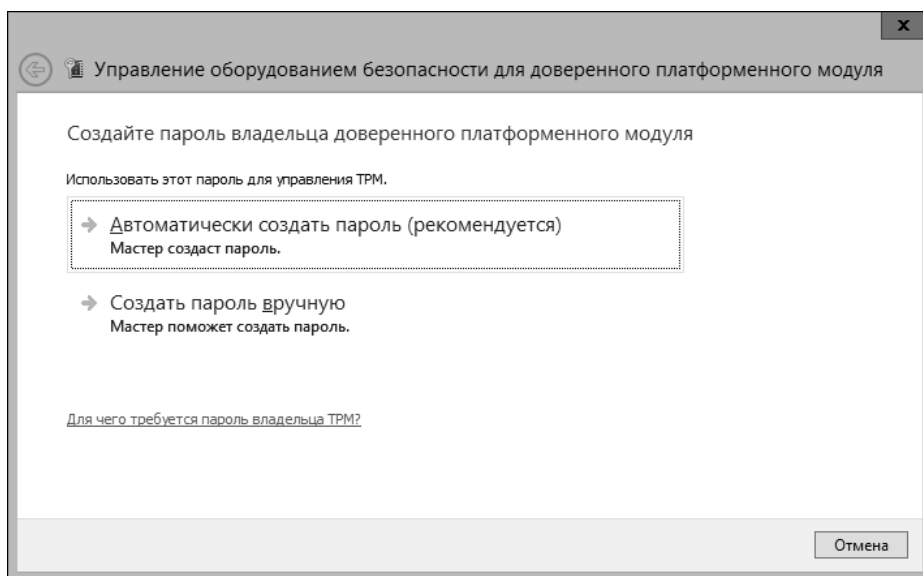 x
Управление оборудованием безопасности для доверенного платформенного модуля
Создайте пароль владельца доверенного платформенного модуля
Использовать этот пароль для управления TPM.
Автоматически создать пароль (рекомендуется)
Мастер создаст пароль.
Создать пароль вручную
Мастер поможет создать пароль.
Для чего требуется пароль владельца TPM?
Отмена